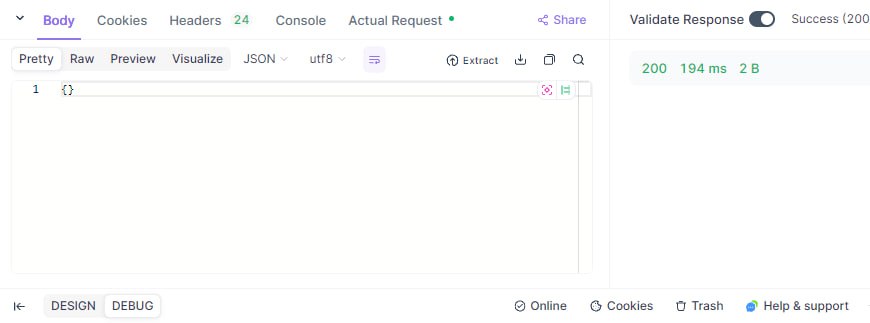 Body Cookies Headers 24 Console Actual Request Share Validate Response Success (200
Pretty Raw Preview Visualize JSON utf8 Extract
200 194 ms 2 B
1 {}
DESIGN DEBUG Online Cookies Trash Help & support